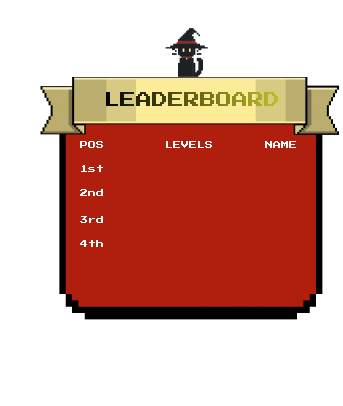 LEADERBOARD
POS LEVELS NAME
1st
2nd
3rd
4th